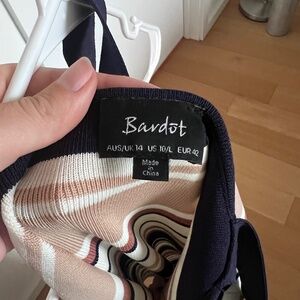 Bardot
AUS/UK 14 US 10/L EUR 42
Made
in
China